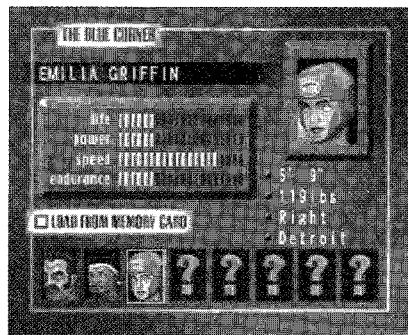 THE BLUE CORNER
EMILIA GRIFFIN
life
power
speed
endurance
5' 9"
119lbs
Right
Detroit
LOAD FROM MEMORY CARD
? ? ? ? ?